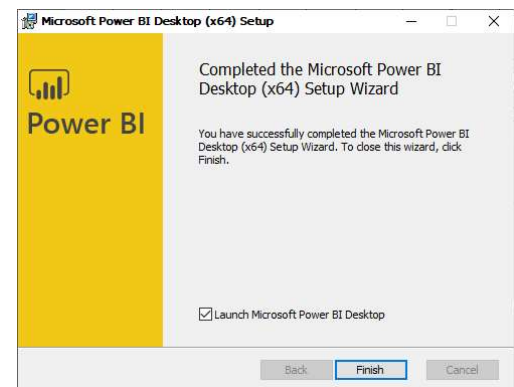 Microsoft Power BI Desktop (x64) Setup
Power BI
Completed the Microsoft Power BI
Desktop (x64) Setup Wizard
You have successfully completed the Microsoft Power BI
Desktop (x64) Setup Wizard. To close this wizard, click
Finish.
Launch Microsoft Power BI Desktop
Back Finish Cancel